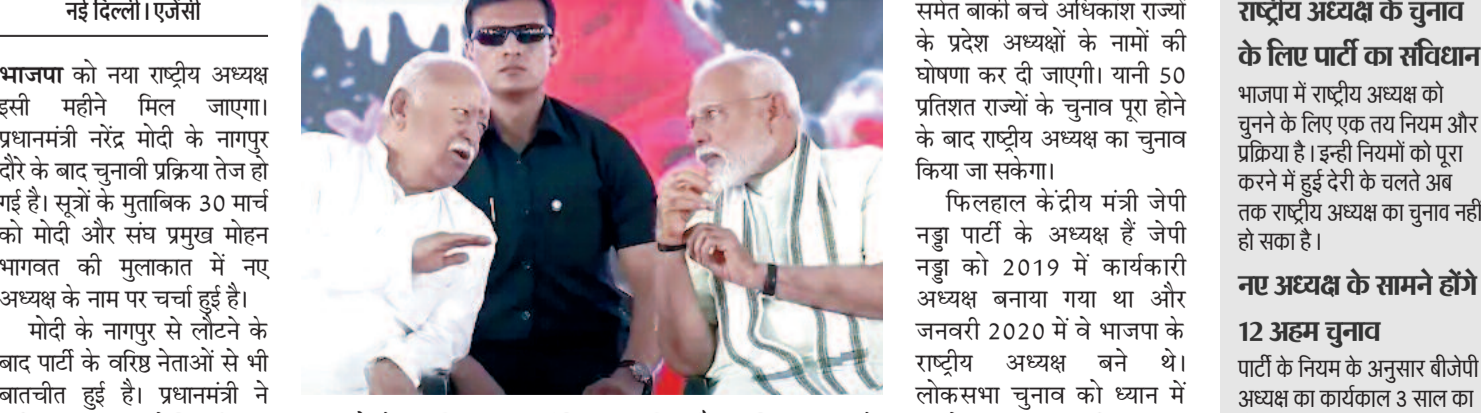 नई दिल्ली। एजेंसी
भाजपा को नया राष्ट्रीय अध्यक्ष
इसी महीने मिल जाएगा।
प्रधानमंत्री नरेंद्र मोदी के नागपुर
दौरे के बाद चुनावी प्रक्रिया तेज हो
गई है। सूत्रों के मुताबिक 30 मार्च
को मोदी और संघ प्रमुख मोहन
भागवत की मुलाकात में नए
अध्यक्ष के नाम पर चर्चा हुई है।
मोदी के नागपुर से लौटने के
बाद पार्टी के वरिष्ठ नेताओं से भी
बातचीत हुई है। प्रधानमंत्री ने
समेत बाकी बचे अधिकांश राज्यों
के प्रदेश अध्यक्षों के नामों की
घोषणा कर दी जाएगी। यानी 50
प्रतिशत राज्यों के चुनाव पूरा होने
के बाद राष्ट्रीय अध्यक्ष का चुनाव
किया जा सकेगा।
फिलहाल केंद्रीय मंत्री जेपी
नड्डा पार्टी के अध्यक्ष हैं जेपी
नड्डा को 2019 में कार्यकारी
अध्यक्ष बनाया गया था और
जनवरी 2020 में वे भाजपा के
राष्ट्रीय अध्यक्ष बने थे।
लोकसभा चुनाव को ध्यान में
राष्ट्रीय अध्यक्ष के चुनाव
के लिए पार्टी का संविधान
भाजपा में राष्ट्रीय अध्यक्ष को
चुनने के लिए एक तय नियम और
प्रक्रिया है। इन्ही नियमों को पूरा
करने में हुई देरी के चलते अब
तक राष्ट्रीय अध्यक्ष का चुनाव नही
हो सका है।
नए अध्यक्ष के सामने होंगे
12 अहम चुनाव
पार्टी के नियम के अनुसार बीजेपी
अध्यक्ष का कार्यकाल 3 साल का